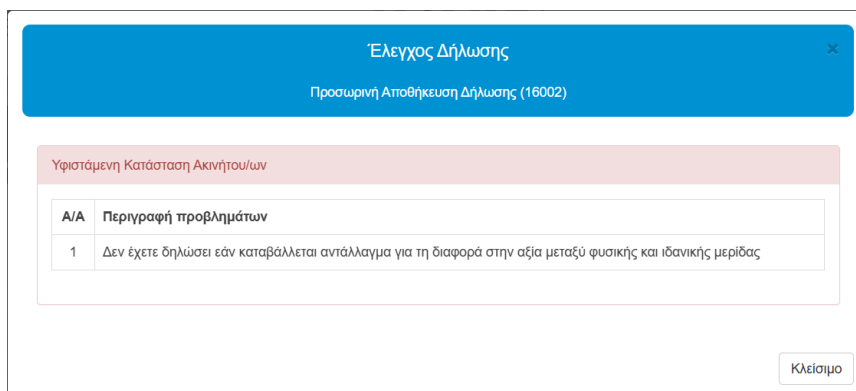 Έλεγχος Δήλωσης
×
Προσωρινή Αποθήκευση Δήλωσης (16002)
Υφιστάμενη Κατάσταση Ακινήτου/ων
Α/Α Περιγραφή προβλημάτων
1 Δεν έχετε δηλώσει εάν καταβάλλεται αντάλλαγμα για τη διαφορά στην αξία μεταξύ φυσικής και ιδανικής μερίδας
Κλείσιμο